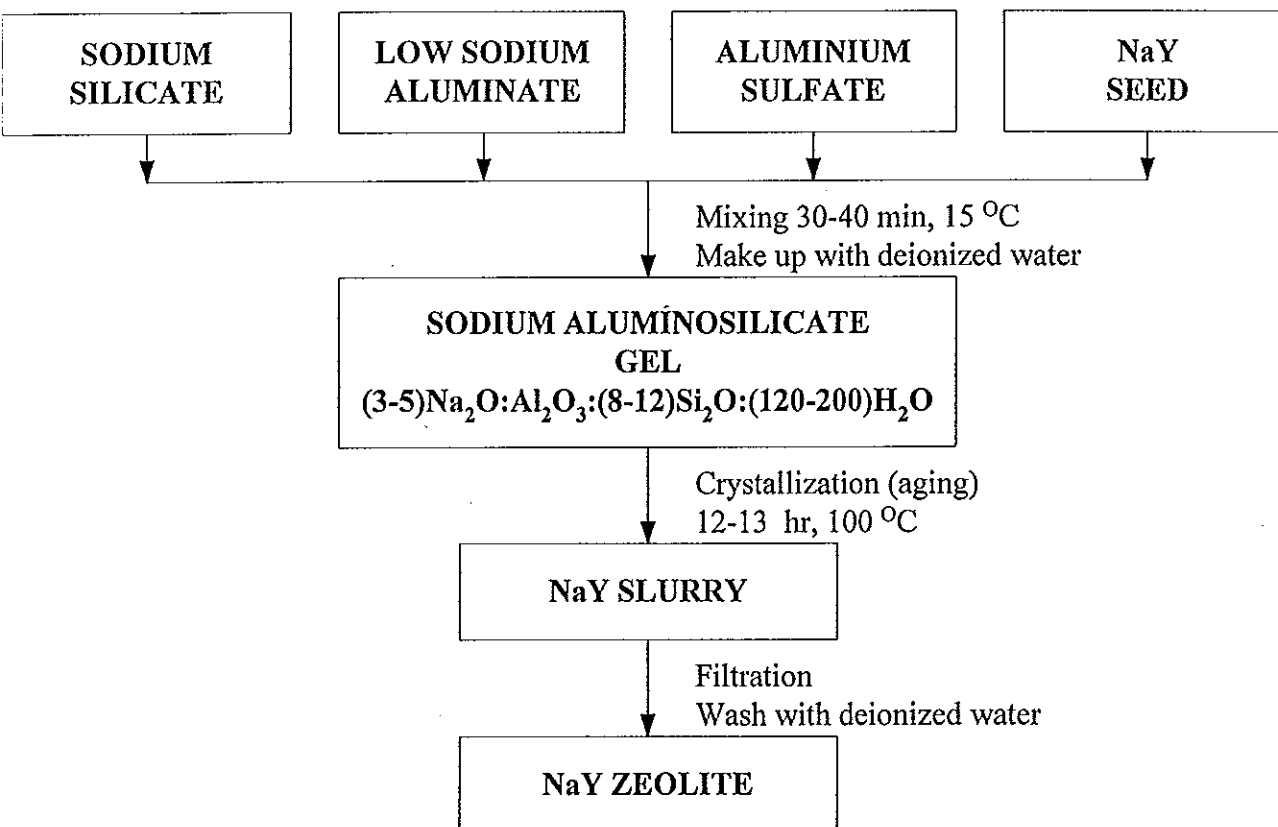 SODIUM
SILICATE
LOW SODIUM
ALUMINATE
ALUMINIUM
SULFATE
NaY
SEED
Mixing 30-40 min, 15 °C
Make up with deionized water
SODIUM ALUMÍNOSILICATE
GEL
(3-5)Na₂O:Al₂O₃:(8-12)Si₂O:(120-200)H₂O
Crystallization (aging)
12-13 hr, 100 °C
NaY SLURRY
Filtration
Wash with deionized water
NaY ZEOLITE